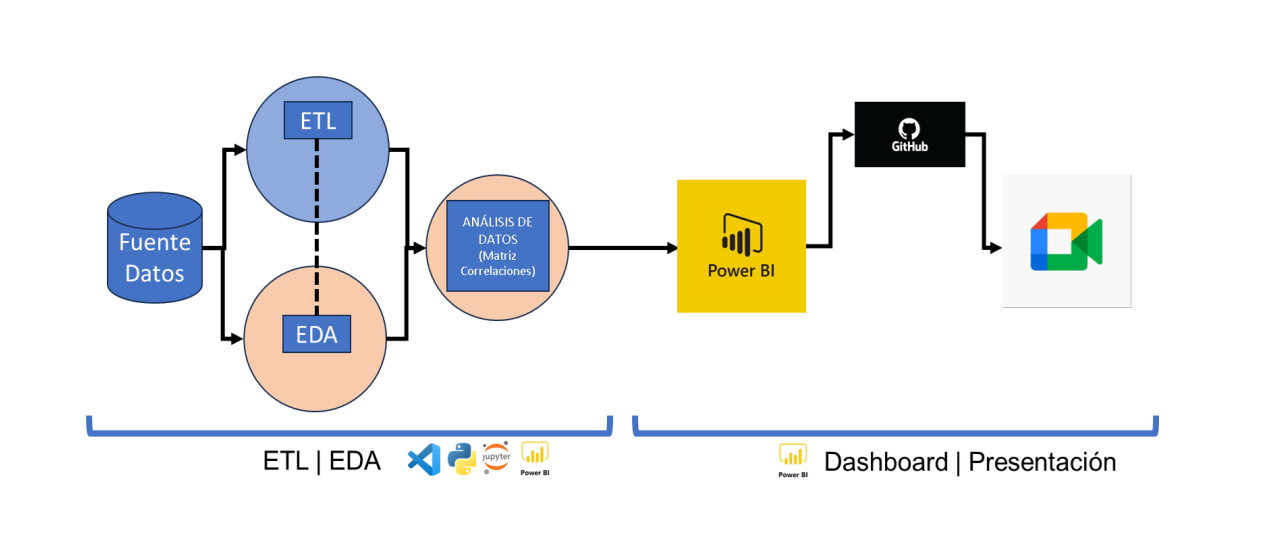 ETL
Fuente
Datos
EDA
ANÁLISIS DE
DATOS
(Matriz
Correlaciones)
Power BI
GitHub
ETL | EDA
jupyter
Power BI
Power BI
Dashboard | Presentación